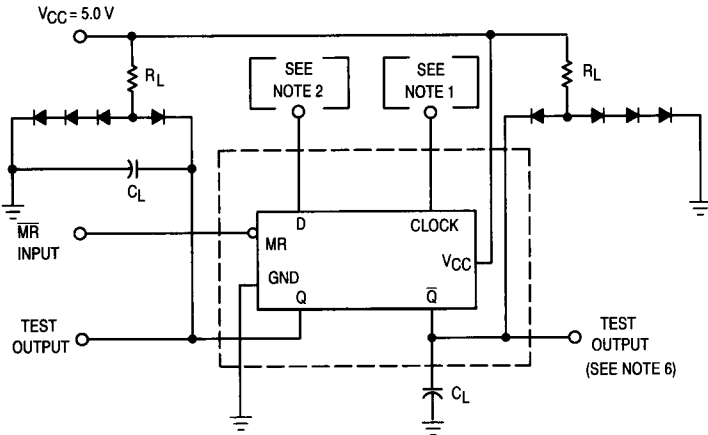 VCC = 5.0 V
RL
SEE
NOTE 2
SEE
NOTE 1
RL
CL
D
CLOCK
MR
INPUT
MR
VCC
GND
Q
Q
TEST
OUTPUT
TEST
OUTPUT
(SEE NOTE 6)
CL